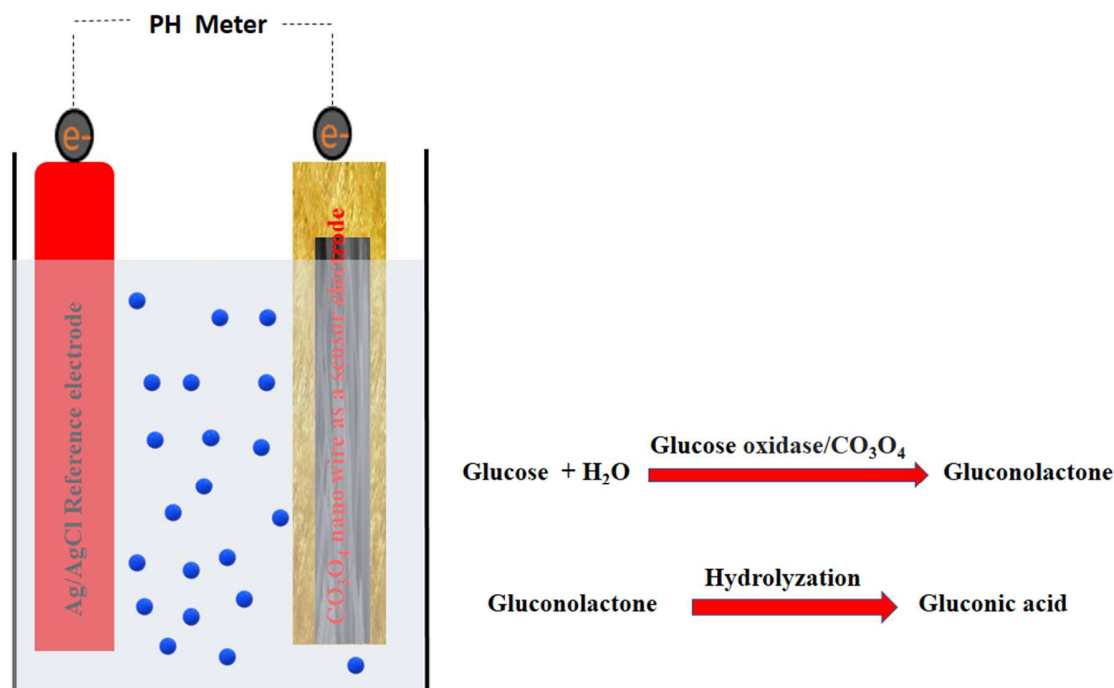 PH Meter
e-
e-
Ag/AgCl Reference electrode
CO₃O₄ nano wire as a sensor electrode
Glucose oxidase/CO₃O₄
Glucose + H₂O
Gluconolactone
Hydrolyzation
Gluconolactone
Gluconic acid